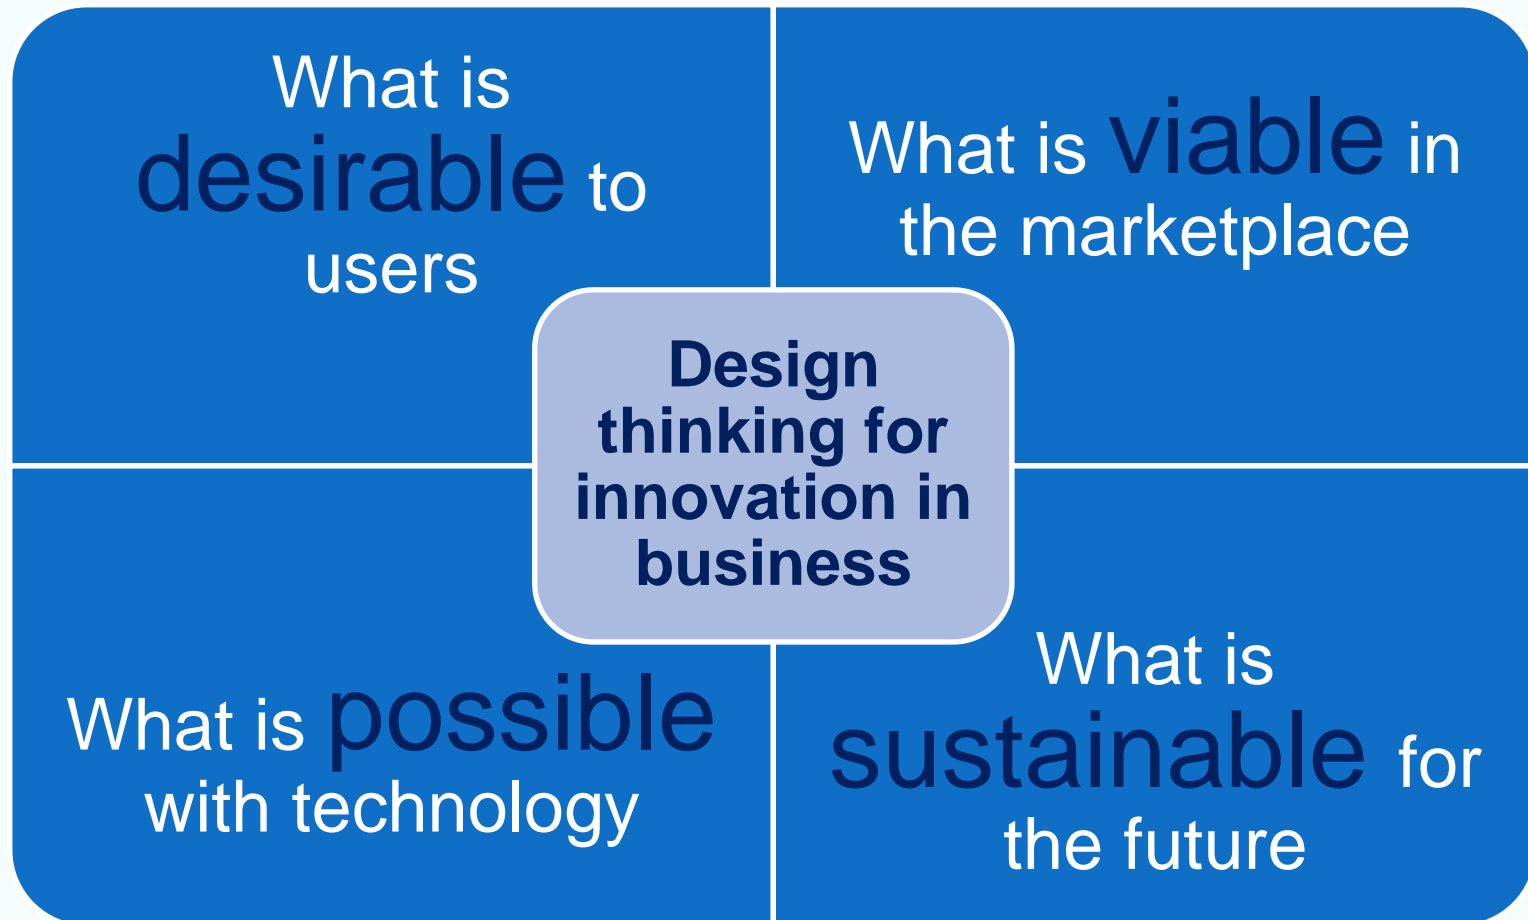 What is
desirable to
users
What is viable in
the marketplace
Design
thinking for
innovation in
business
What is possible
with technology
What is
sustainable for
the future